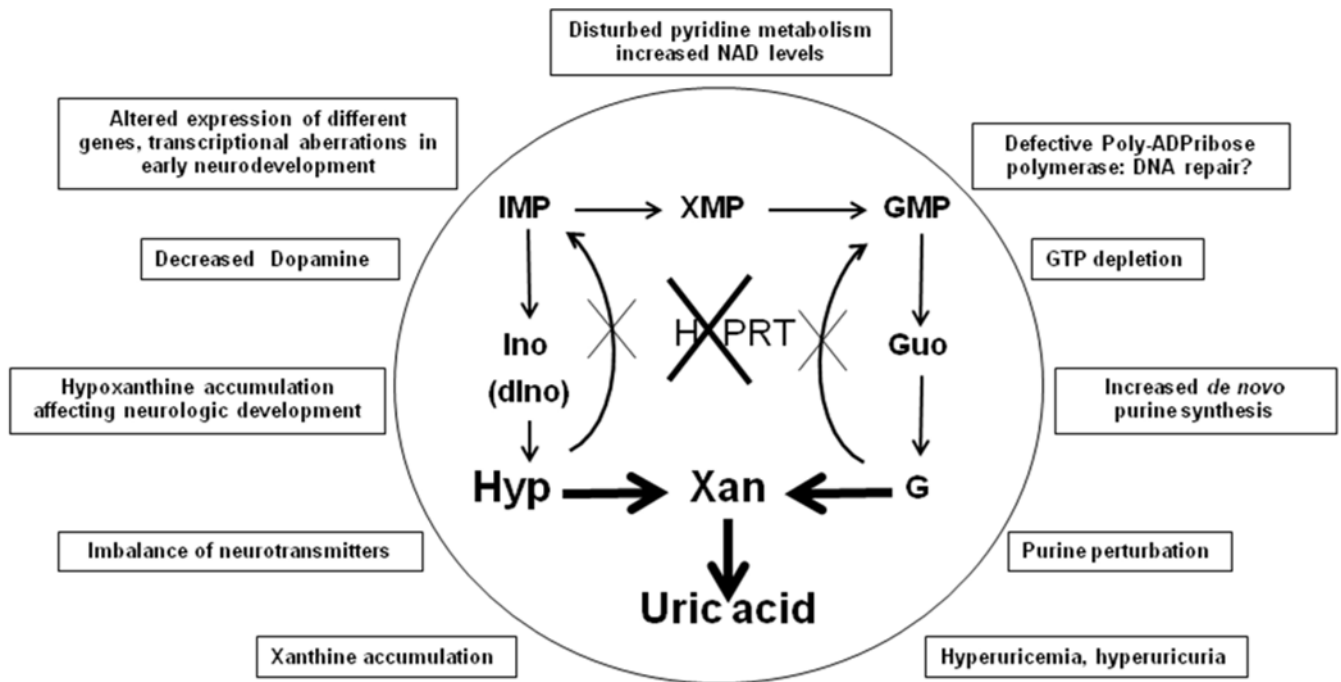 Disturbed pyridine metabolism
increased NAD levels
Altered expression of different
genes, transcriptional aberrations in
early neurodevelopment
Defective Poly-ADPribose
polymerase: DNA repair?
IMP
XMP
GMP
Decreased Dopamine
GTP depletion
HPRT
Ino
(dIno)
Guo
Hypoxanthine accumulation
affecting neurologic development
Increased de novo
purine synthesis
Hyp
Xan
G
Imbalance of neurotransmitters
Purine perturbation
Uric acid
Xanthine accumulation
Hyperuricemia, hyperuricuria